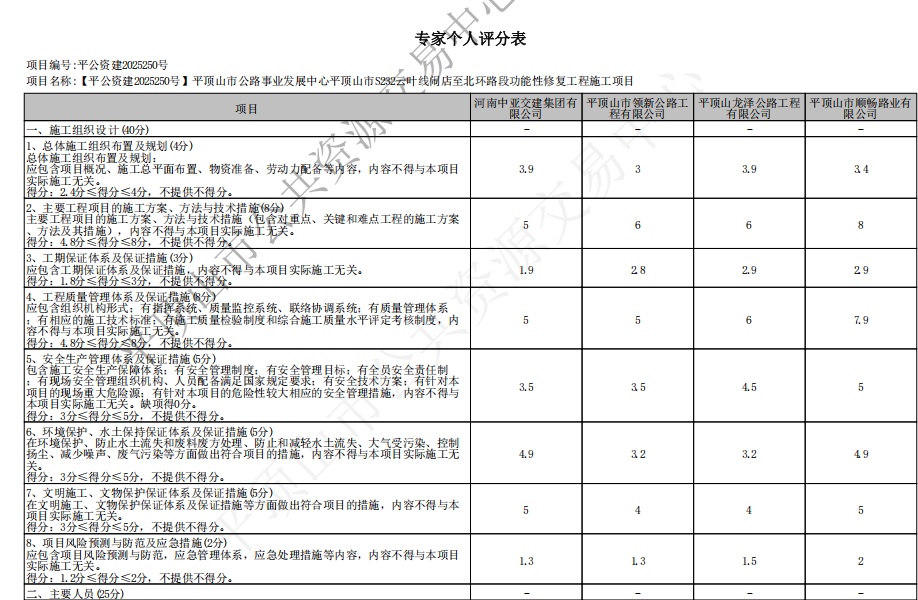 专家个人评分表
项目编号:平公资建2025250号
项目名称:【平公资建2025250号】平顶山市公路事业发展中心平顶山市S232云叶线闹店至北环路段功能性修复工程施工项目
项目 河南中亚交建集团有限公司 平顶山市领新公路工程有限公司 平顶山龙泽公路工程有限公司 平顶山市顺畅路业有限公司
一、施工组织设计(40分) - - - -
1、总体施工组织布置及规划(4分)
总体施工组织布置及规划:
应包含项目概况、施工总平面布置、物资准备、劳动力配备等内容，内容不得与本项目
实际施工无关。
得分：2.4分≤得分≤4分，不提供不得分。
3.9 3 3.9 3.4
2、主要工程项目的施工方案、方法与技术措施(8分)
主要工程项目的施工方案、方法与技术措施（包含对重点、关键和难点工程的施工方案
、方法及其措施），内容不得与本项目实际施工无关。
得分：4.8分≤得分≤8分，不提供不得分。
5 6 6 8
3、工期保证体系及保证措施(3分)
应包含工期保证体系及保证措施，内容不得与本项目实际施工无关。
得分：1.8分≤得分≤3分，不提供不得分。
1.9 2.8 2.9 2.9
4、工程质量管理体系及保证措施(8分)
应包含组织机构形式；有指挥系统、质量监控系统、联络协调系统；有质量管理体系
；有相应的施工技术标准、有施工质量检验制度和综合施工质量水平评定考核制度，内
容不得与本项目实际施工无关。
得分：4.8分≤得分≤8分，不提供不得分。
5 5 6 7.9
5、安全生产管理体系及保证措施(5分)
包含施工安全生产保障体系；有安全管理制度；有安全管理目标；有全员安全责任制
；有现场安全管理组织机构、人员配备满足国家规定要求；有安全技术方案；有针对本
项目的现场重大危险源；有针对本项目的危险性较大相应的安全管理措施，内容不得与
本项目实际施工无关。缺项得0分。
得分：3分≤得分≤5分，不提供不得分。
3.5 3.5 4.5 5
6、环境保护、水土保持保证体系及保证措施(5分)
在环境保护、防止水土流失和废料废方处理、防止和减轻水土流失、大气受污染、控制
扬尘、减少噪声、废气污染等方面做出符合项目的措施，内容不得与本项目实际施工无
关。
得分：3分≤得分≤5分，不提供不得分。
4.9 3.2 3.2 4.9
7、文明施工、文物保护保证体系及保证措施(5分)
在文明施工、文物保护保证体系及保证措施等方面做出符合项目的措施，内容不得与本
项目实际施工无关。
得分：3分≤得分≤5分，不提供不得分。
5 4 4 5
8、项目风险预测与防范及应急措施(2分)
应包含项目风险预测与防范，应急管理体系，应急处理措施等内容，内容不得与本项目
实际施工无关。
得分：1.2分≤得分≤2分，不提供不得分。
1.3 1.3 1.5 2
二、主要人员(25分) - - - -
平顶山市公共资源交易中心
平顶山市公共资源交易中心